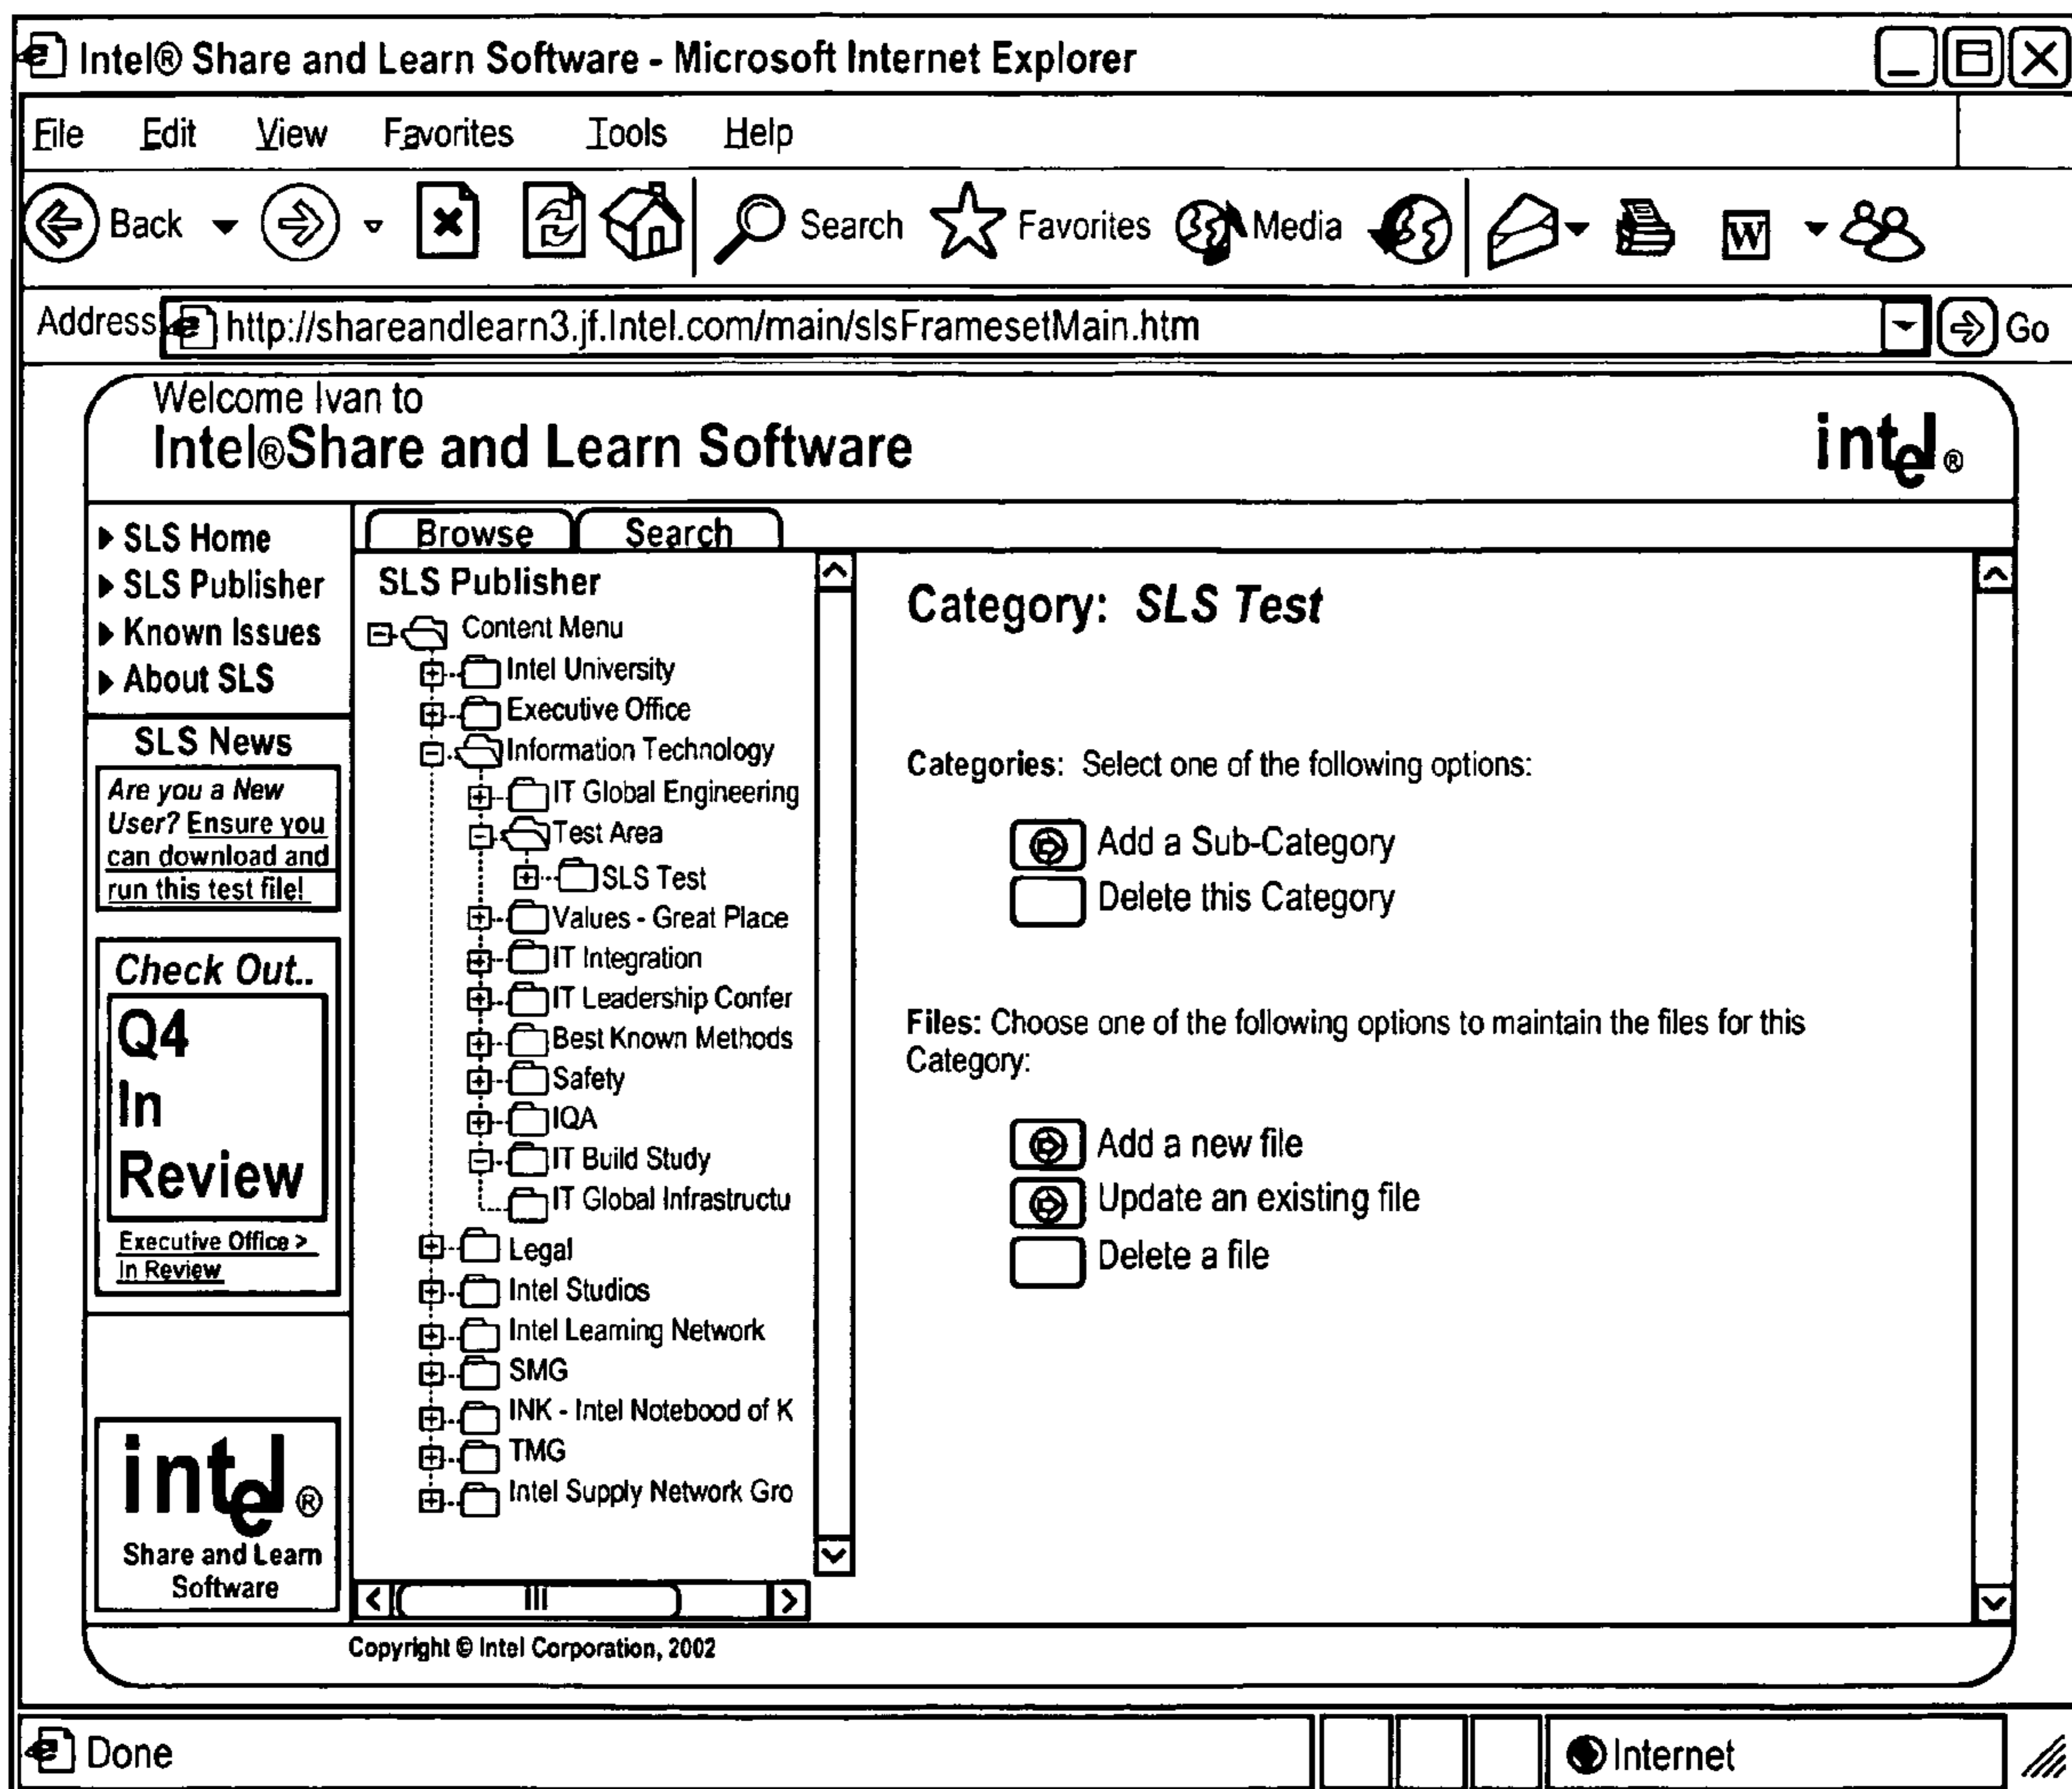 Intel® Share and Learn Software - Microsoft Internet Explorer
File Edit View Favorites Tools Help
Back Search Favorites Media W
Address http://shareandlearn3.jf.Intel.com/main/slsFramesetMain.htm Go
Welcome Ivan to
Intel®Share and Learn Software
intel®
SLS Home
SLS Publisher
Known Issues
About SLS
SLS News
Are you a New
User? Ensure you
can download and
run this test file!
Check Out..
Q4
In
Review
Executive Office >
In Review
intel®
Share and Learn
Software
Browse Search
SLS Publisher
Content Menu
Intel University
Executive Office
Information Technology
IT Global Engineering
Test Area
SLS Test
Values - Great Place
IT Integration
IT Leadership Confer
Best Known Methods
Safety
IQA
IT Build Study
IT Global Infrastructu
Legal
Intel Studios
Intel Learning Network
SMG
INK - Intel Notebood of K
TMG
Intel Supply Network Gro
Category: SLS Test
Categories: Select one of the following options:
Add a Sub-Category
Delete this Category
Files: Choose one of the following options to maintain the files for this
Category:
Add a new file
Update an existing file
Delete a file
Copyright © Intel Corporation, 2002
Done Internet